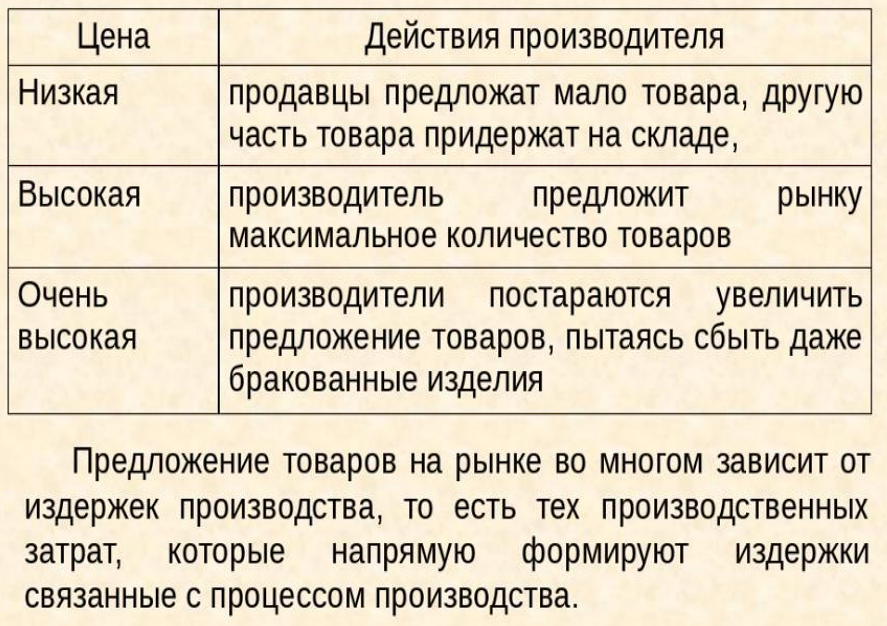 Цена
Действия производителя
Низкая
продавцы предложат мало товара, другую
часть товара придержат на складе,
Высокая
производитель предложит рынку
максимальное количество товаров
Очень
высокая
производители постараются увеличить
предложение товаров, пытаясь сбыть даже
бракованные изделия
Предложение товаров на рынке во многом зависит от
издержек производства, то есть тех производственных
затрат, которые напрямую формируют издержки
связанные с процессом производства.